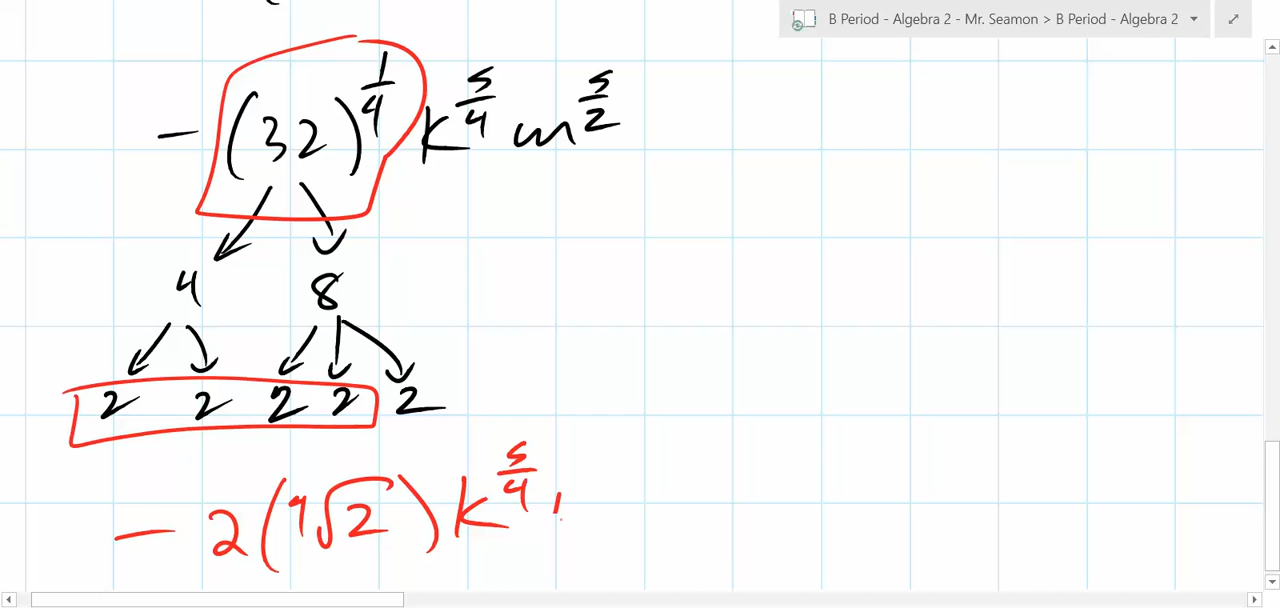 B Period - Algebra 2 - Mr. Seamon > B Period - Algebra 2
- (32)^{1/4} k^{5/4} m^{5/2}
4 8
2 2 2 2 2
- 2 (∜2) k^{5/4}